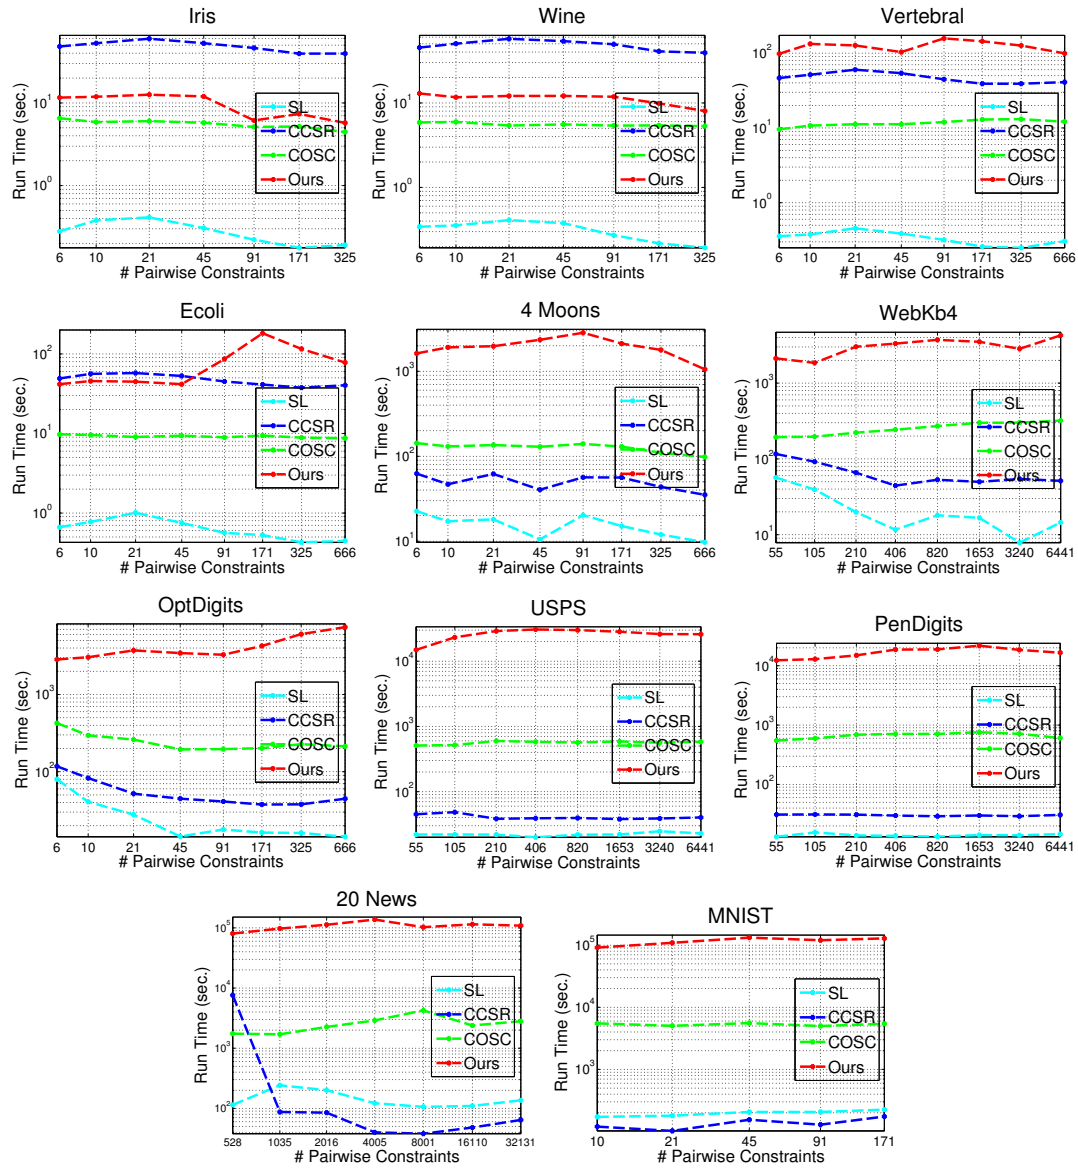 Iris
Run Time (sec.)
10^1
10^0
SL
CCSR
COSC
Ours
6 10 21 45 91 171 325
# Pairwise Constraints
Wine
Run Time (sec.)
10^1
10^0
SL
CCSR
COSC
Ours
6 10 21 45 91 171 325
# Pairwise Constraints
Vertebral
Run Time (sec.)
10^2
10^1
10^0
SL
CCSR
COSC
Ours
6 10 21 45 91 171 325 666
# Pairwise Constraints
Ecoli
Run Time (sec.)
10^2
10^1
10^0
SL
CCSR
COSC
Ours
6 10 21 45 91 171 325 666
# Pairwise Constraints
4 Moons
Run Time (sec.)
10^3
10^2
10^1
SL
CCSR
COSC
Ours
6 10 21 45 91 171 325 666
# Pairwise Constraints
WebKb4
Run Time (sec.)
10^3
10^2
10^1
SL
CCSR
COSC
Ours
55 105 210 406 820 1653 3240 6441
# Pairwise Constraints
OptDigits
Run Time (sec.)
10^3
10^2
SL
CCSR
COSC
Ours
6 10 21 45 91 171 325 666
# Pairwise Constraints
USPS
Run Time (sec.)
10^4
10^3
10^2
SL
CCSR
COSC
Ours
55 105 210 406 820 1653 3240 6441
# Pairwise Constraints
PenDigits
Run Time (sec.)
10^4
10^3
10^2
SL
CCSR
COSC
Ours
55 105 210 406 820 1653 3240 6441
# Pairwise Constraints
20 News
Run Time (sec.)
10^5
10^4
10^3
10^2
SL
CCSR
COSC
Ours
528 1035 2016 4005 8001 16110 32131
# Pairwise Constraints
MNIST
Run Time (sec.)
10^5
10^4
10^3
SL
CCSR
COSC
Ours
10 21 45 91 171
# Pairwise Constraints